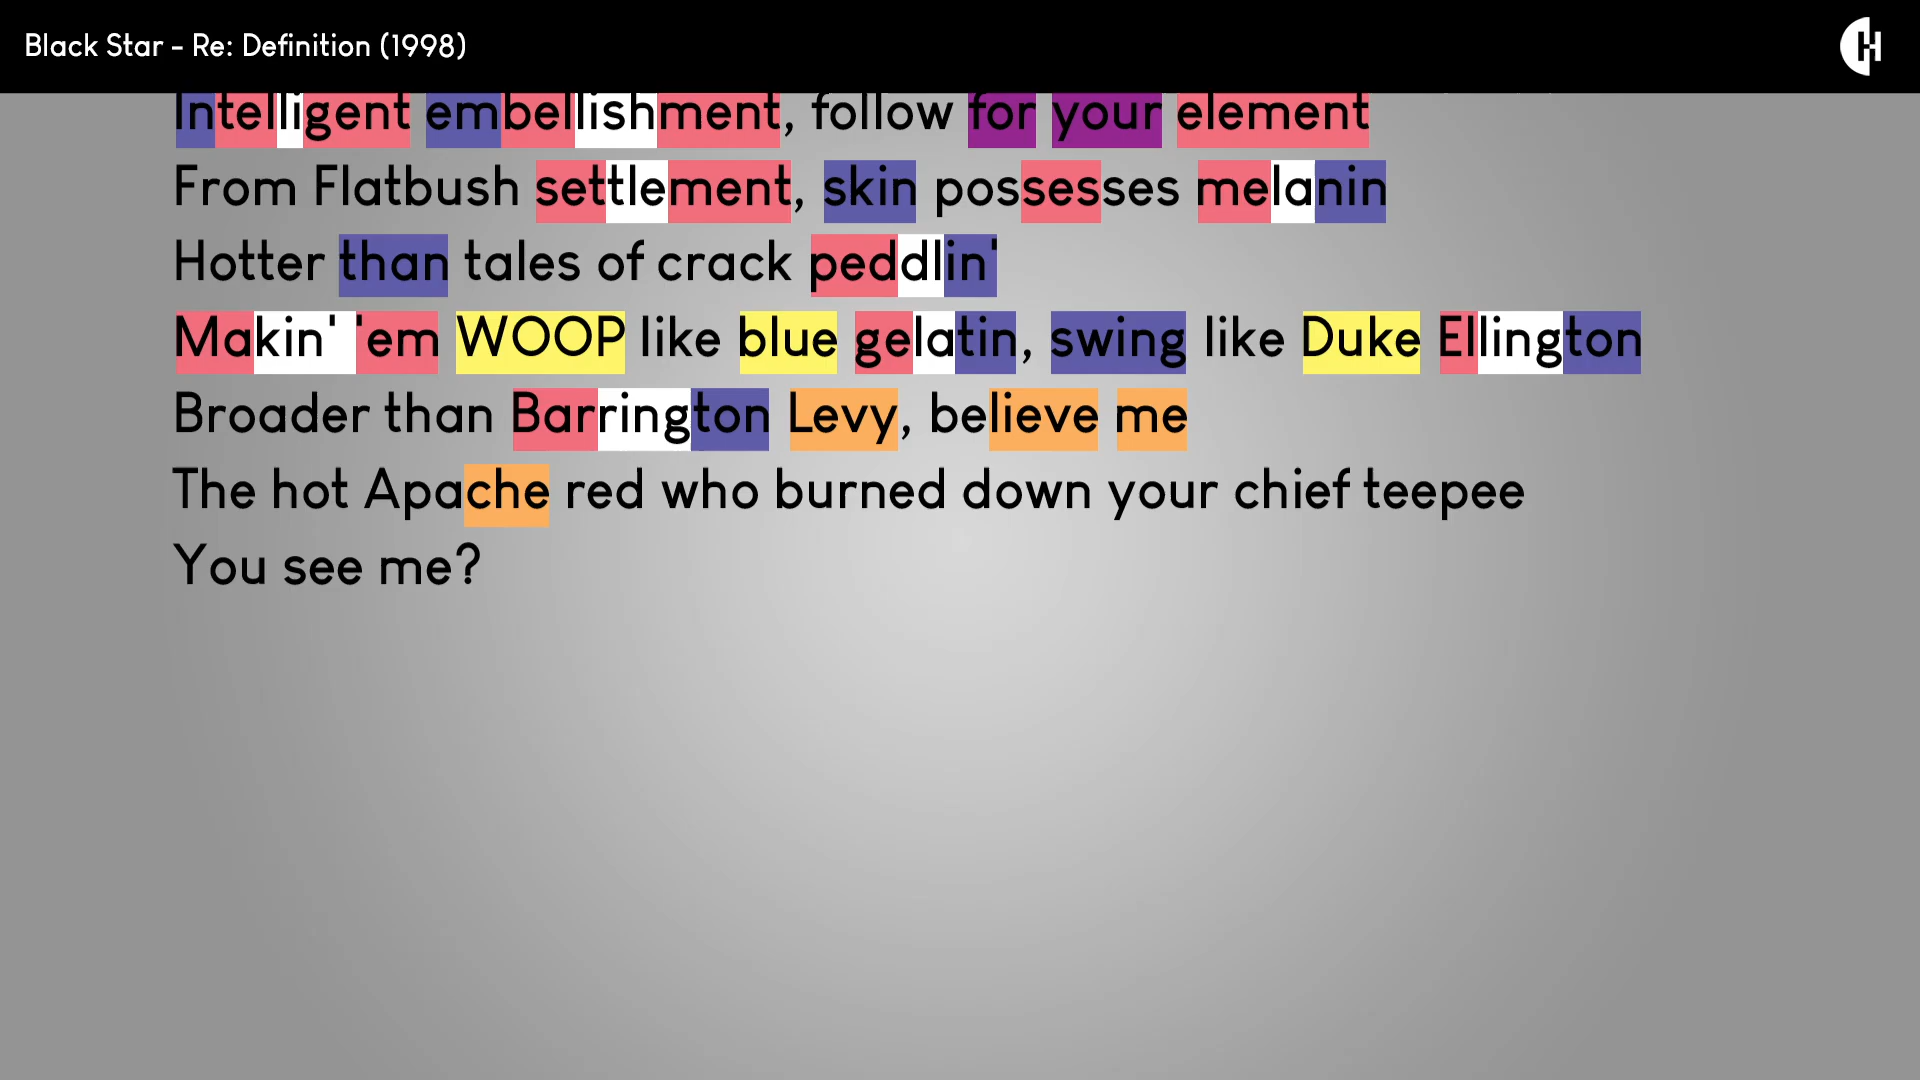 Black Star - Re: Definition (1998)
Intelligent embellishment, follow for your element
From Flatbush settlement, skin possesses melanin
Hotter than tales of crack peddlin'
Makin' 'em WOOP like blue gelatin, swing like Duke Ellington
Broader than Barrington Levy, believe me
The hot Apache red who burned down your chief teepee
You see me?